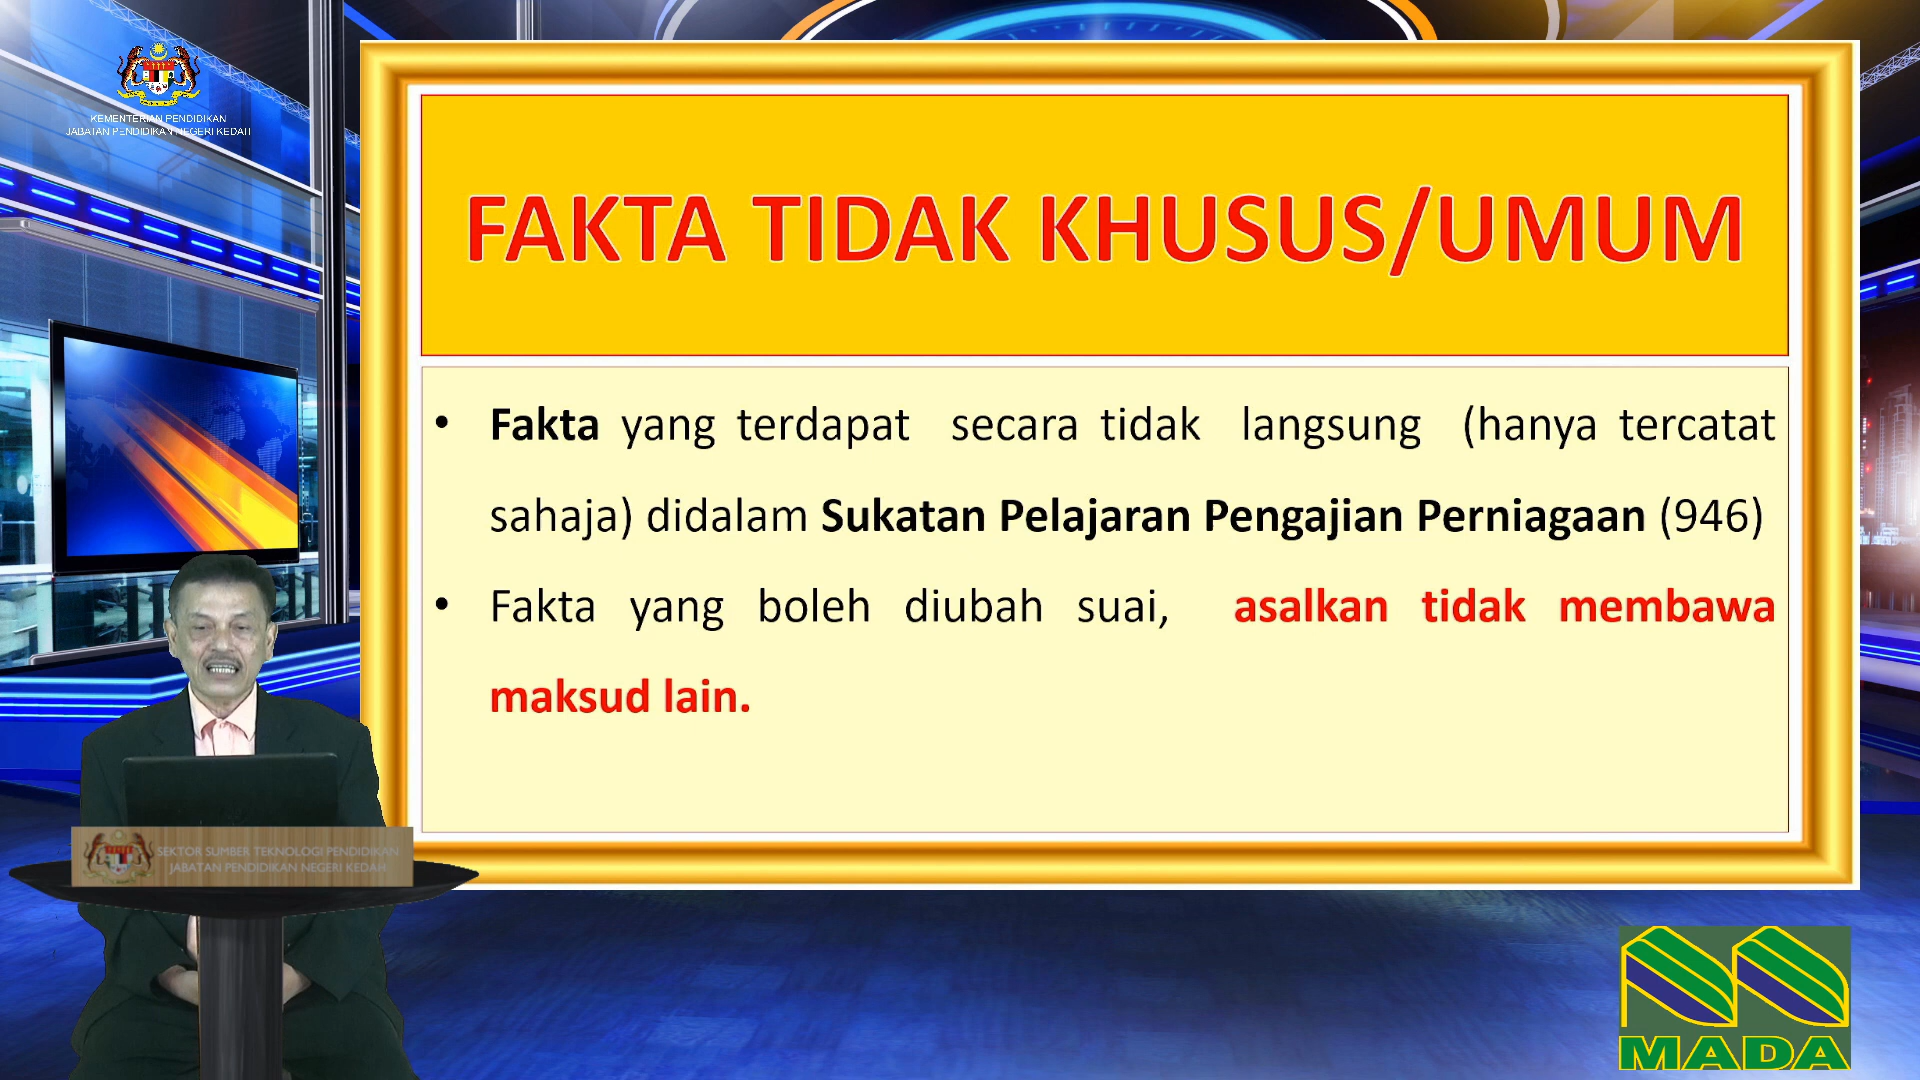 KEMENTERIAN PENDIDIKAN
JABATAN PENDIDIKAN NEGERI KEDAH
FAKTA TIDAK KHUSUS/UMUM
• Fakta yang terdapat secara tidak langsung (hanya tercatat
sahaja) didalam Sukatan Pelajaran Pengajian Perniagaan (946)
• Fakta yang boleh diubah suai, asalkan tidak membawa
maksud lain.
SEKTOR SUMBER TEKNOLOGI PENDIDIKAN
JABATAN PENDIDIKAN NEGERI KEDAH
MADA